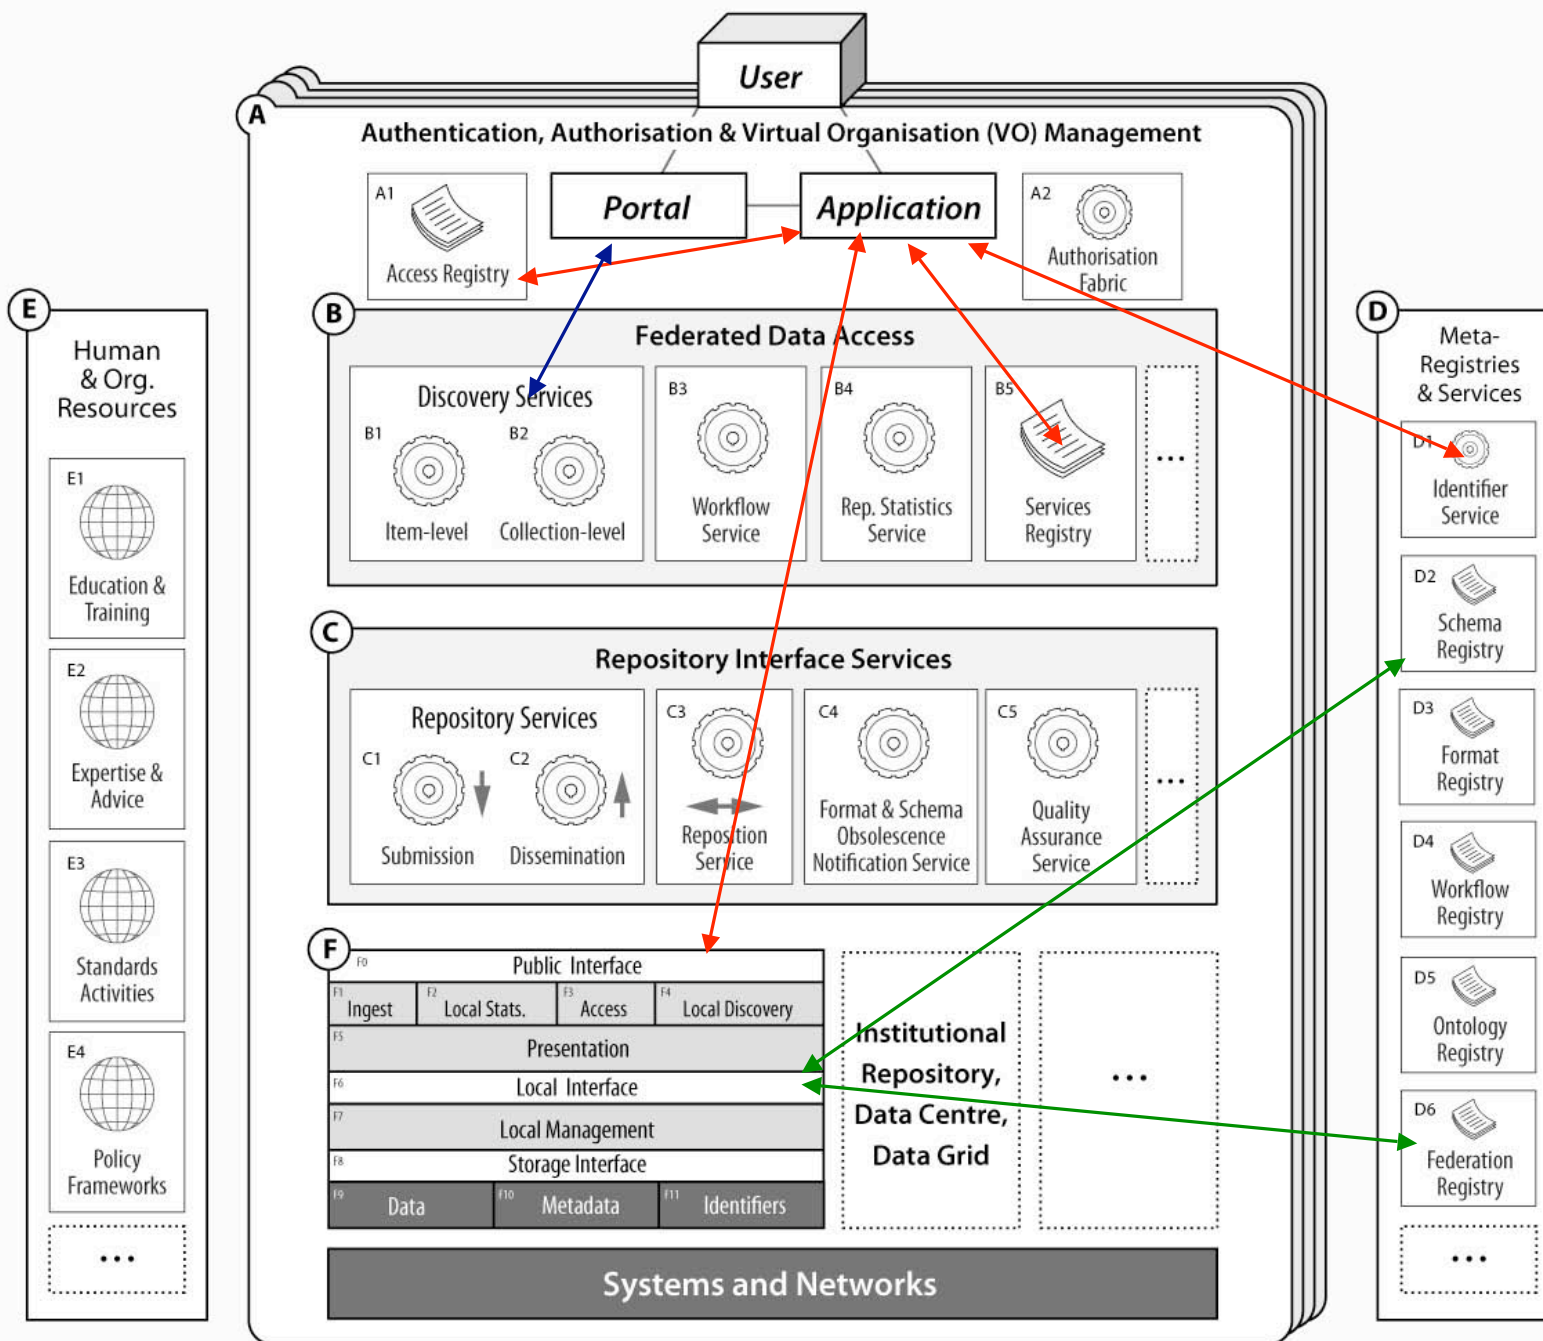 User
A
Authentication, Authorisation & Virtual Organisation (VO) Management
A1
Access Registry
Portal
Application
A2
Authorisation
Fabric
E
Human
& Org.
Resources
E1
Education &
Training
E2
Expertise &
Advice
E3
Standards
Activities
E4
Policy
Frameworks
...
B
Federated Data Access
Discovery Services
B1
Item-level
B2
Collection-level
B3
Workflow
Service
B4
Rep. Statistics
Service
B5
Services
Registry
...
C
Repository Interface Services
Repository Services
C1
Submission
C2
Dissemination
C3
Reposition
Service
C4
Format & Schema
Obsolescence
Notification Service
C5
Quality
Assurance
Service
...
F
F0
Public Interface
F1
Ingest
F2
Local Stats.
F3
Access
F4
Local Discovery
F5
Presentation
F6
Local Interface
F7
Local Management
F8
Storage Interface
F9
Data
F10
Metadata
F11
Identifiers
Institutional
Repository,
Data Centre,
Data Grid
...
Systems and Networks
D
Meta-
Registries
& Services
D1
Identifier
Service
D2
Schema
Registry
D3
Format
Registry
D4
Workflow
Registry
D5
Ontology
Registry
D6
Federation
Registry
...